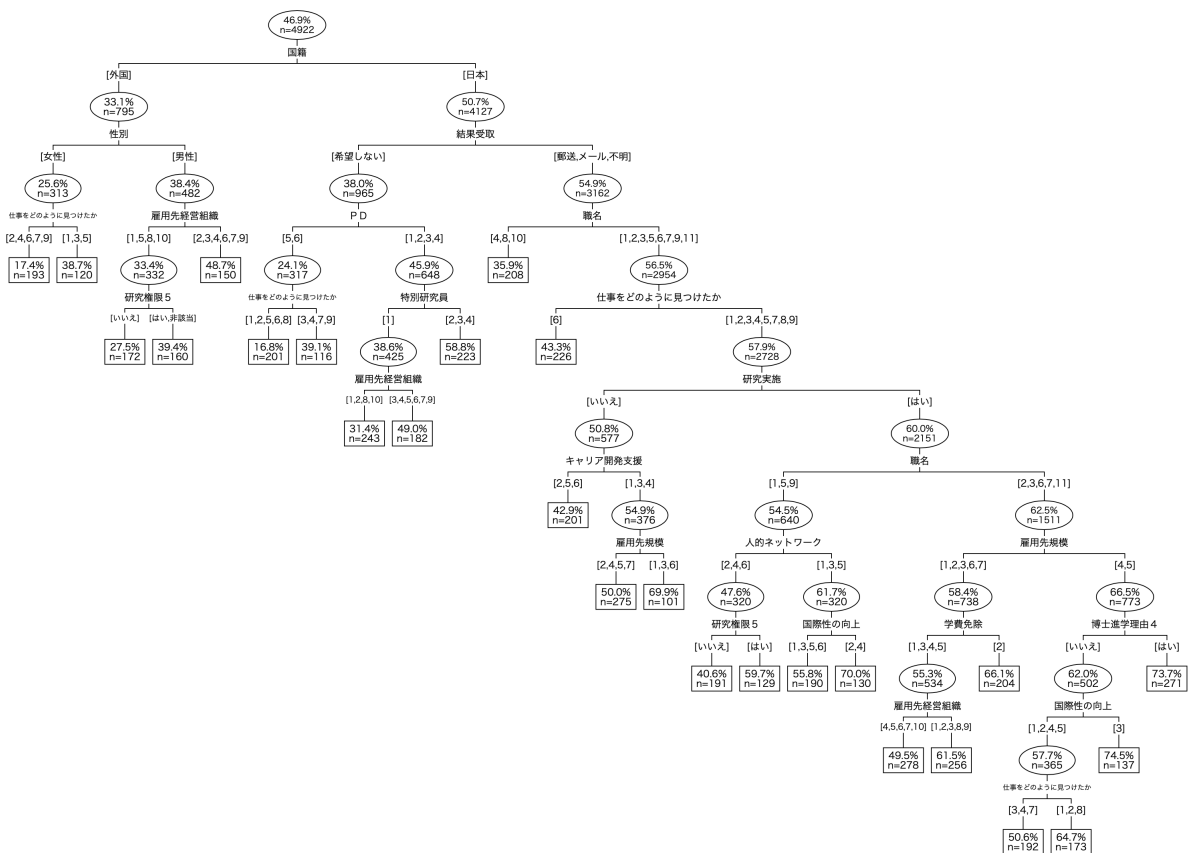 46.9%
n=4922
国籍
[外国]
[日本]
33.1%
n=795
50.7%
n=4127
性別
結果受取
[女性]
[男性]
[希望しない]
[郵送,メール,不明]
25.6%
n=313
38.4%
n=482
38.0%
n=965
54.9%
n=3162
仕事をどのように見つけたか
雇用先経営組織
ＰＤ
職名
[2,4,6,7,9]
[1,3,5]
[1,5,8,10]
[2,3,4,6,7,9]
[5,6]
[1,2,3,4]
[4,8,10]
[1,2,3,5,6,7,9,11]
17.4%
n=193
38.7%
n=120
33.4%
n=332
48.7%
n=150
24.1%
n=317
45.9%
n=648
35.9%
n=208
56.5%
n=2954
研究権限５
仕事をどのように見つけたか
特別研究員
仕事をどのように見つけたか
[いいえ]
[はい,非該当]
[1,2,5,6,8]
[3,4,7,9]
[1]
[2,3,4]
[6]
[1,2,3,4,5,7,8,9]
27.5%
n=172
39.4%
n=160
16.8%
n=201
39.1%
n=116
38.6%
n=425
58.8%
n=223
43.3%
n=226
57.9%
n=2728
雇用先経営組織
研究実施
[1,2,8,10]
[3,4,5,6,7,9]
[いいえ]
[はい]
31.4%
n=243
49.0%
n=182
50.8%
n=577
60.0%
n=2151
キャリア開発支援
職名
[2,5,6]
[1,3,4]
[1,5,9]
[2,3,6,7,11]
42.9%
n=201
54.9%
n=376
54.5%
n=640
62.5%
n=1511
雇用先規模
人的ネットワーク
雇用先規模
[2,4,5,7]
[1,3,6]
[2,4,6]
[1,3,5]
[1,2,3,6,7]
[4,5]
50.0%
n=275
69.9%
n=101
47.6%
n=320
61.7%
n=320
58.4%
n=738
66.5%
n=773
研究権限５
国際性の向上
学費免除
博士進学理由４
[いいえ]
[はい]
[1,3,5,6]
[2,4]
[1,3,4,5]
[2]
[いいえ]
[はい]
40.6%
n=191
59.7%
n=129
55.8%
n=190
70.0%
n=130
55.3%
n=534
66.1%
n=204
62.0%
n=502
73.7%
n=271
雇用先経営組織
国際性の向上
[4,5,6,7,10]
[1,2,3,8,9]
[1,2,4,5]
[3]
49.5%
n=278
61.5%
n=256
57.7%
n=365
74.5%
n=137
仕事をどのように見つけたか
[3,4,7]
[1,2,8]
50.6%
n=192
64.7%
n=173